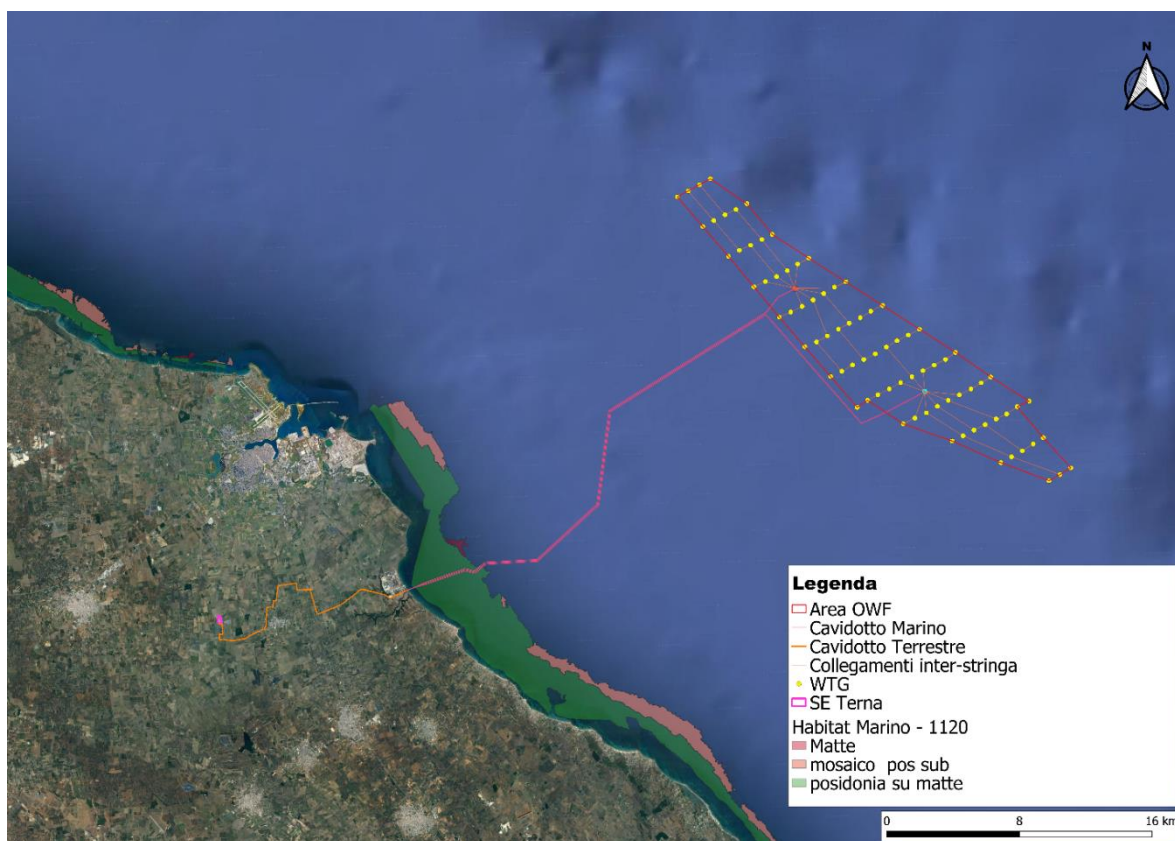 N
Legenda
Area OWF
Cavidotto Marino
Cavidotto Terrestre
Collegamenti inter-stringa
WTG
SE Terna
Habitat Marino - 1120
Matte
mosaico pos sub
posidonia su matte
0 8 16 km